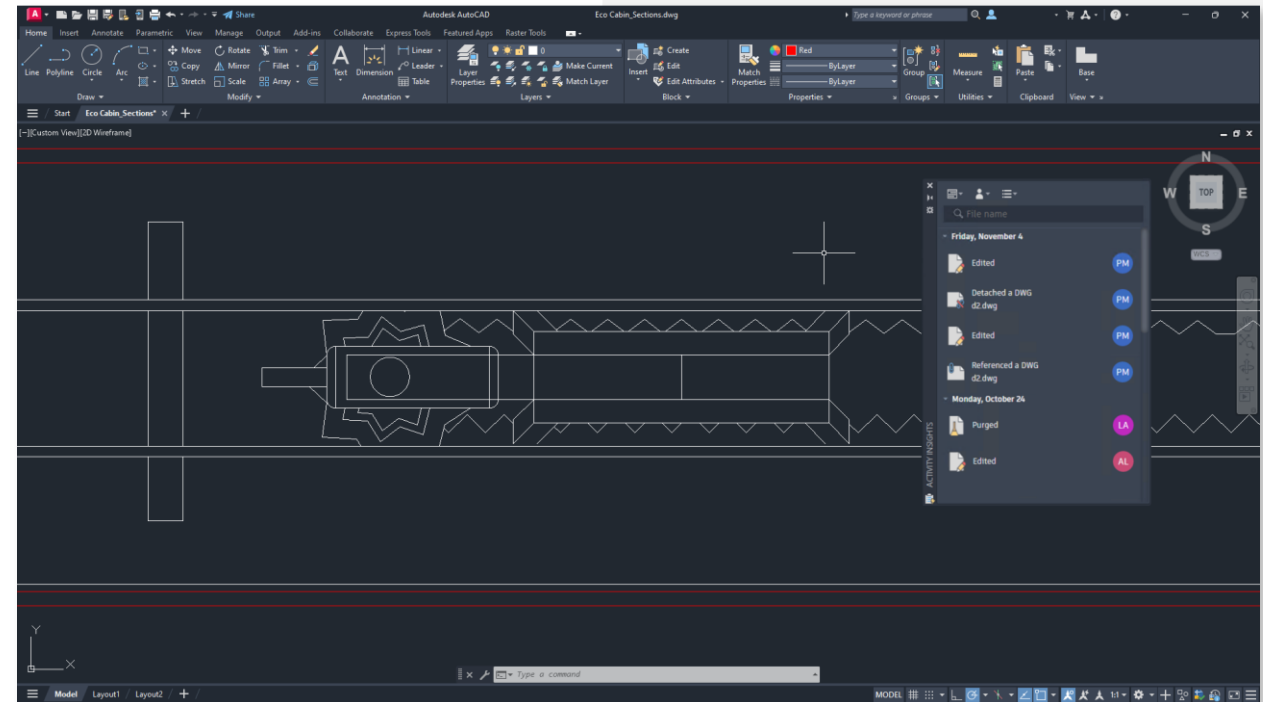 A
Share
Autodesk AutoCAD
Eco Cabin_Sections.dwg
Type a keyword or phrase
Home Insert Annotate Parametric View Manage Output Add-ins Collaborate Express Tools Featured Apps Raster Tools
Line Polyline Circle Arc
Move Rotate Trim
Copy Mirror Fillet
Stretch Scale Array
Text Dimension
Linear
Leader
Table
Layer Properties
0
Make Current
Match Layer
Insert
Create
Edit
Edit Attributes
Match Properties
Red
ByLayer
ByLayer
Group
Measure
Paste
Base
Draw Modify Annotation Layers Block Properties Groups Utilities Clipboard View
Start Eco Cabin_Sections*
[−][Custom View][2D Wireframe]
N
W TOP E
S
WCS
File name
Friday, November 4
Edited PM
Detached a DWG
d2.dwg PM
Edited PM
Referenced a DWG
d2.dwg PM
Monday, October 24
Purged LA
Edited AL
ACTIVITY INSIGHTS
Y
X
Type a command
Model Layout1 Layout2
MODEL 1:1